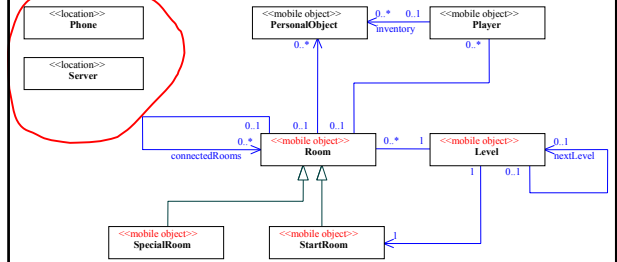 <<location>>
Phone
<<mobile object>>
PersonalObject
0..* 0..1
inventory
<<mobile object>>
Player
0..*
0..*
<<location>>
Server
0..1
0..1
0..1
0..*
connectedRooms
<<mobile object>>
Room
0..* 1
<<mobile object>>
Level
0..1
nextLevel
1
0..1
<<mobile object>>
SpecialRoom
<<mobile object>>
StartRoom
1